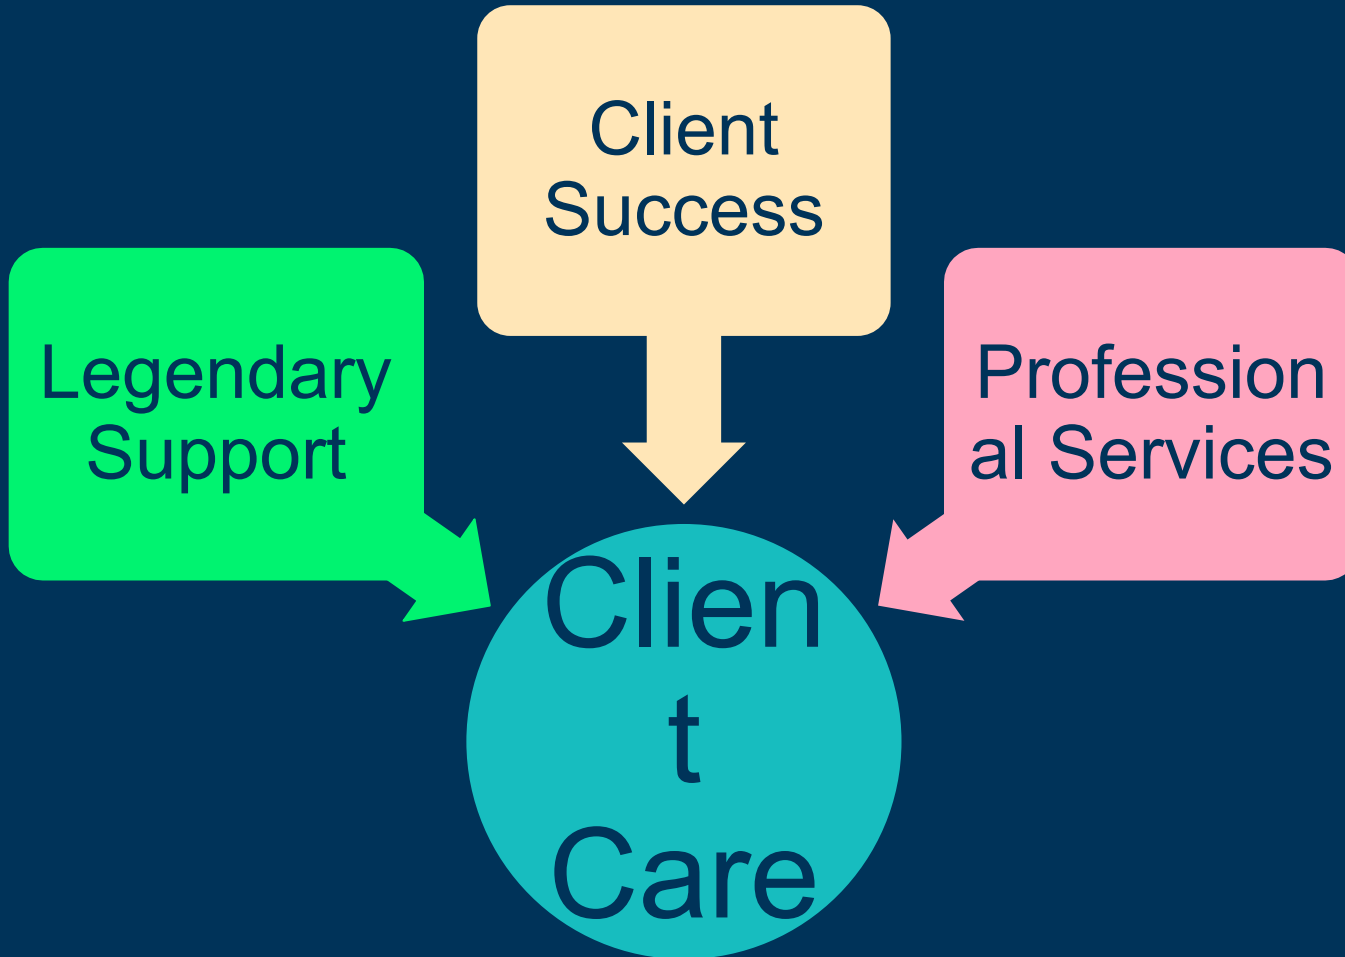 Client
Success
Legendary
Support
Profession
al Services
Clien
t
Care